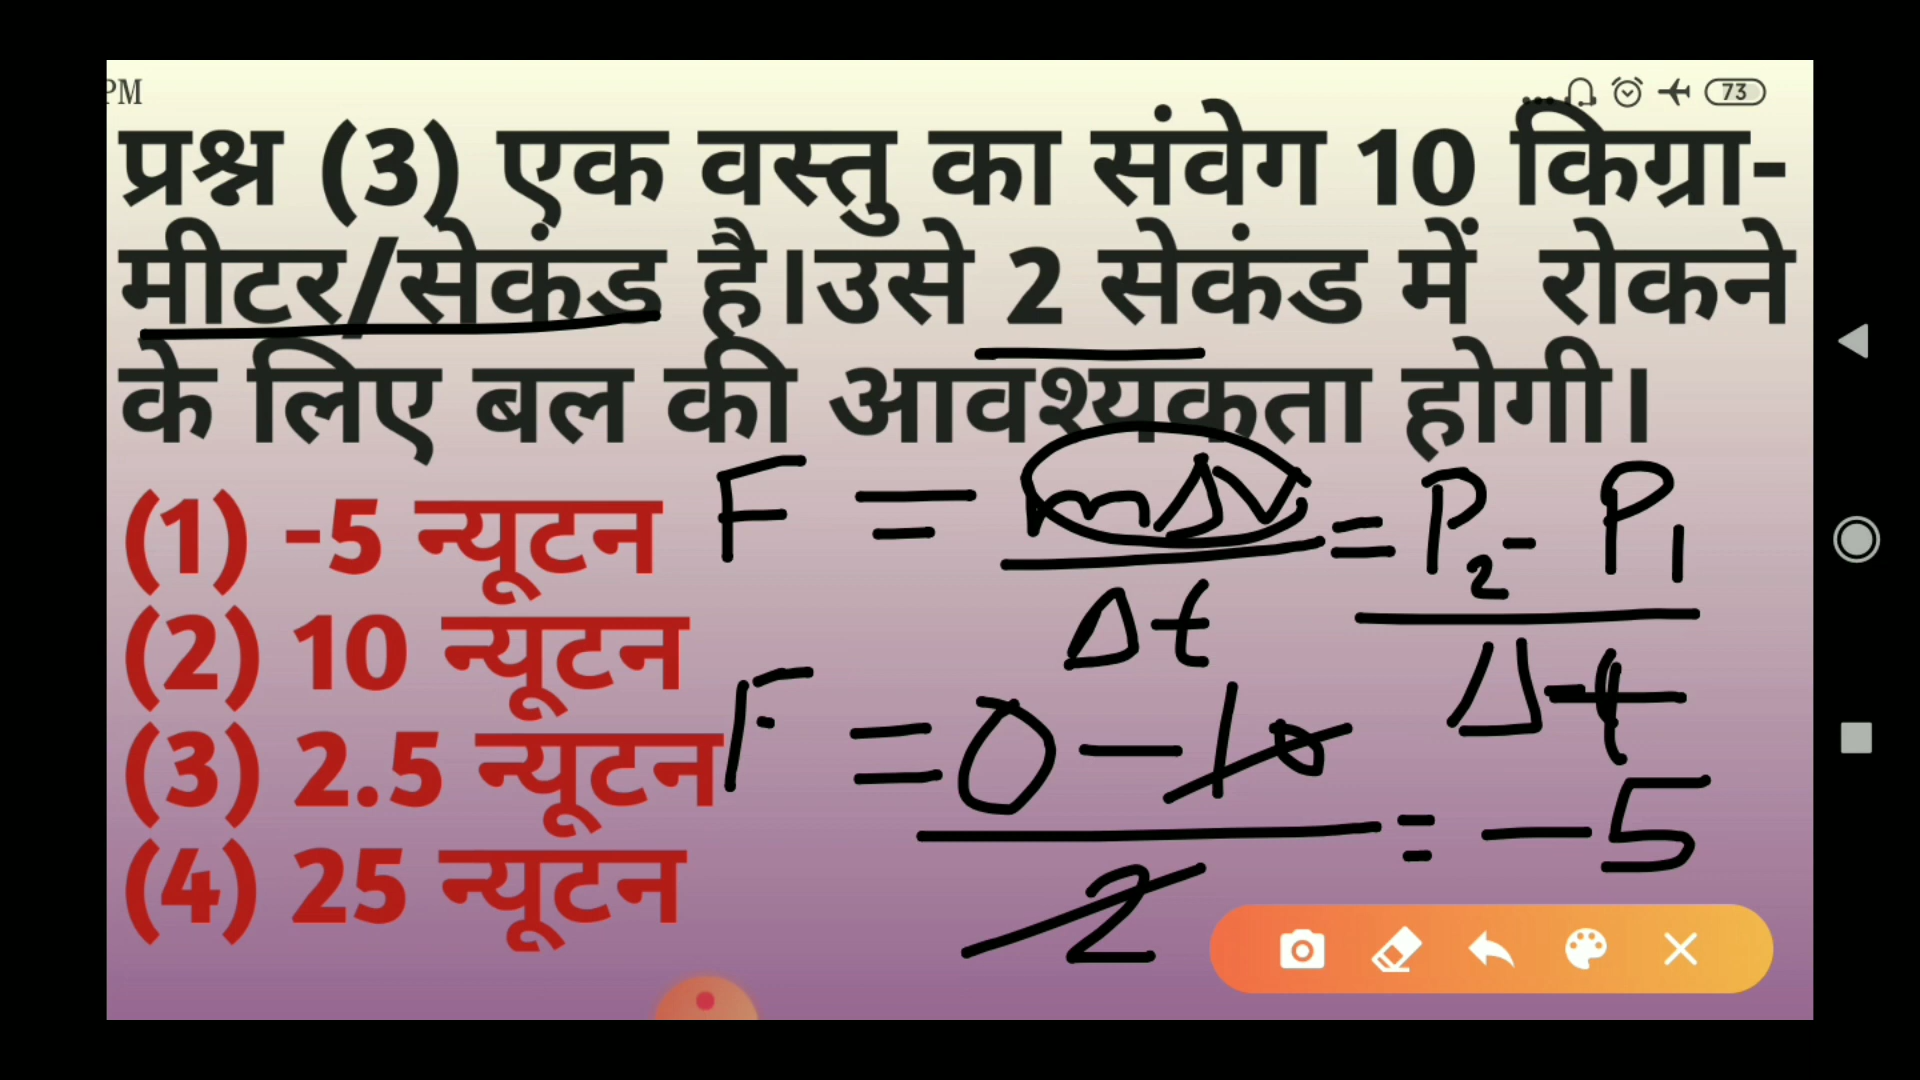 PM
73
प्रश्न (3) एक वस्तु का संवेग 10 किग्रा-
मीटर/सेकंड है।उसे 2 सेकंड में रोकने
के लिए बल की आवश्यकता होगी।
(1) -5 न्यूटन
(2) 10 न्यूटन
(3) 2.5 न्यूटन
(4) 25 न्यूटन
F = mΔv = P2 - P1
Δt Δt
F = 0 - 10 = -5
2